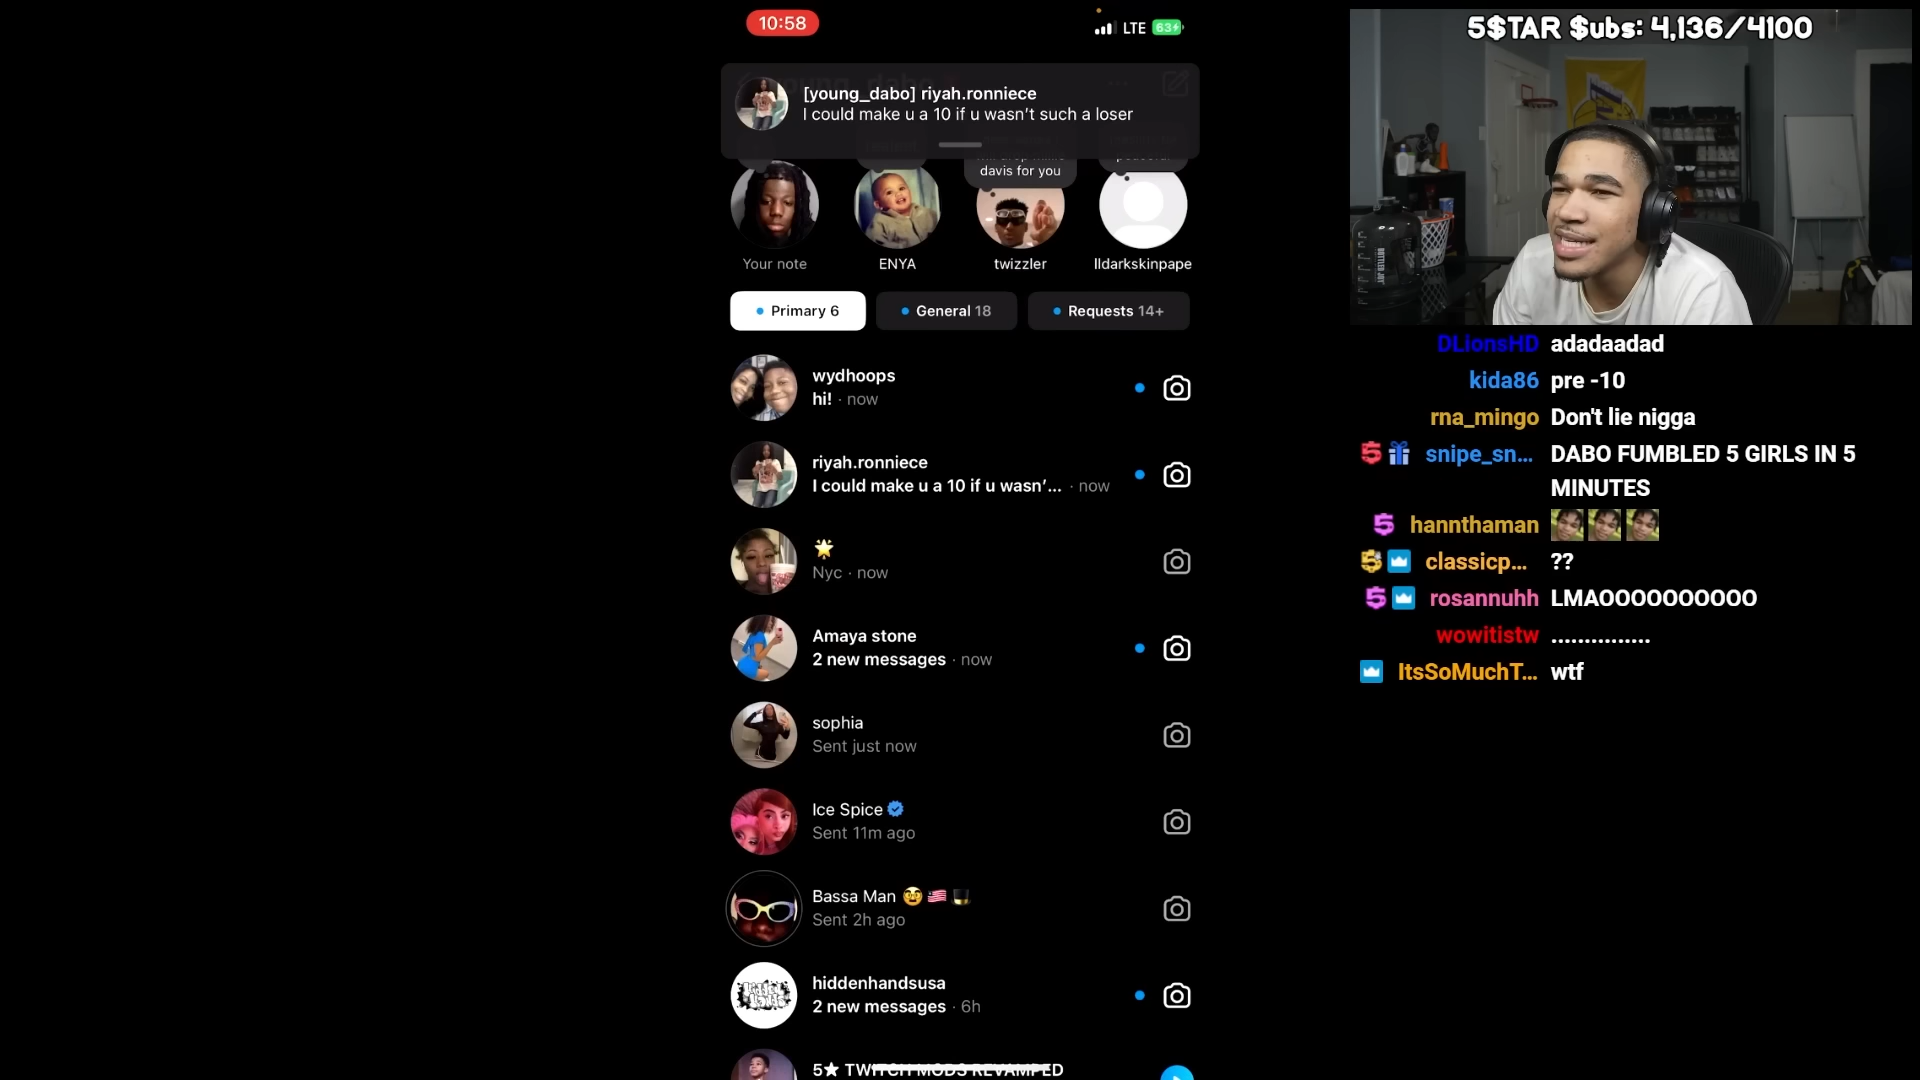 10:58
LTE 63
[young_dabo] riyah.ronniece
I could make u a 10 if u wasn't such a loser
davis for you
Your note
ENYA
twizzler
lldarkskinpape
Primary 6
General 18
Requests 14+
wydhoops
hi! · now
riyah.ronniece
I could make u a 10 if u wasn'... · now
Nyc · now
Amaya stone
2 new messages · now
sophia
Sent just now
Ice Spice
Sent 11m ago
Bassa Man
Sent 2h ago
hiddenhandsusa
2 new messages · 6h
5★ TWITCH MODS REVAMPED
5$TAR $ubs: 4,136/4100
DLionsHD adadaadad
kida86 pre -10
rna_mingo Don't lie nigga
snipe_sn... DABO FUMBLED 5 GIRLS IN 5
MINUTES
hannthaman
classicp... ??
rosannuhh LMAOOOOOOOOOO
wowitistw ...............
ItsSoMuchT... wtf